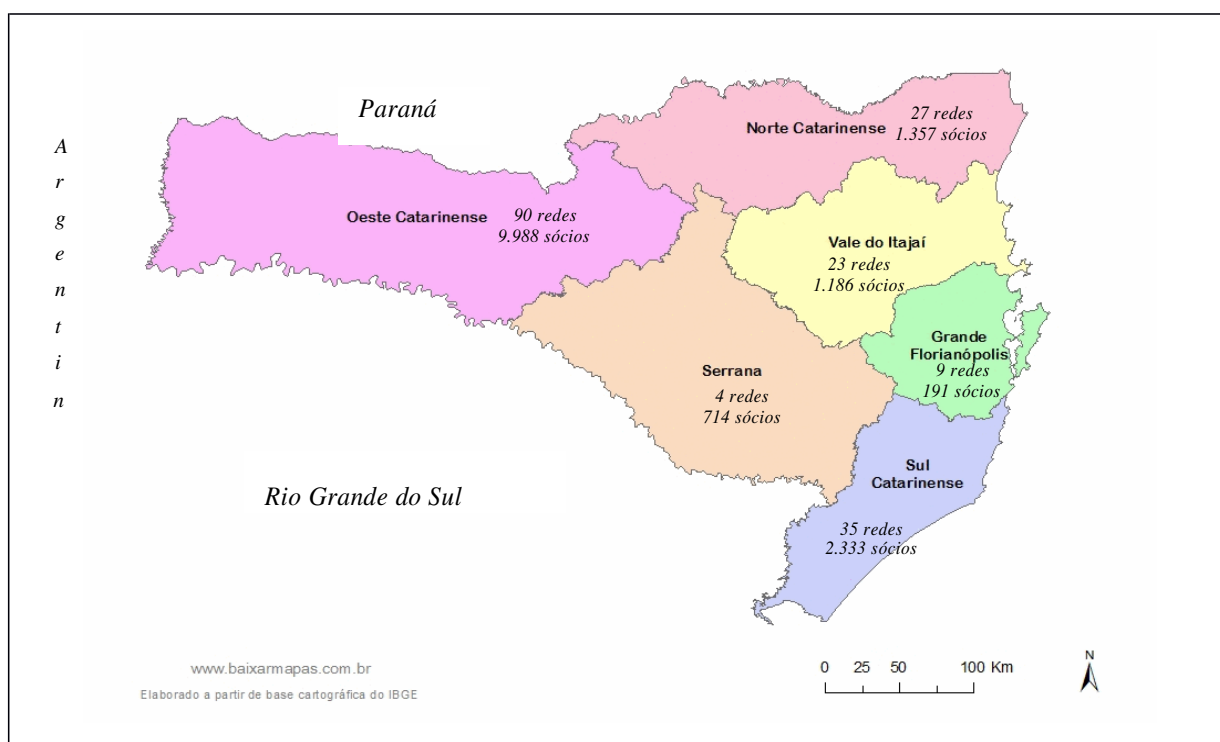 Paraná
Argentin
Norte Catarinense
27 redes
1.357 sócios
Oeste Catarinense
90 redes
9.988 sócios
Vale do Itajaí
23 redes
1.186 sócios
Grande
Florianópolis
9 redes
191 sócios
Serrana
4 redes
714 sócios
Sul
Catarinense
35 redes
2.333 sócios
Rio Grande do Sul
www.baixarmapas.com.br
Elaborado a partir de base cartográfica do IBGE
0 25 50 100 Km
N